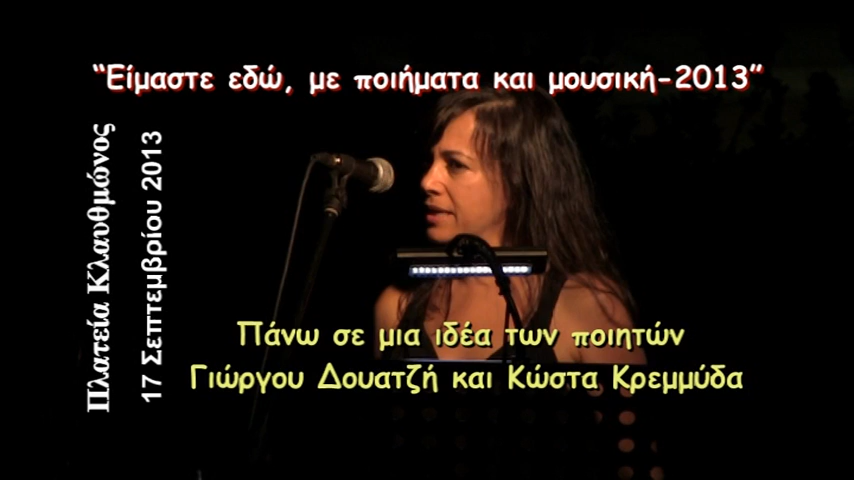 “Είμαστε εδώ, με ποιήματα και μουσική-2013”
Πλατεία Κλαυθμώνος
17 Σεπτεμβρίου 2013
Πάνω σε μια ιδέα των ποιητών
Γιώργου Δουατζή και Κώστα Κρεμμύδα